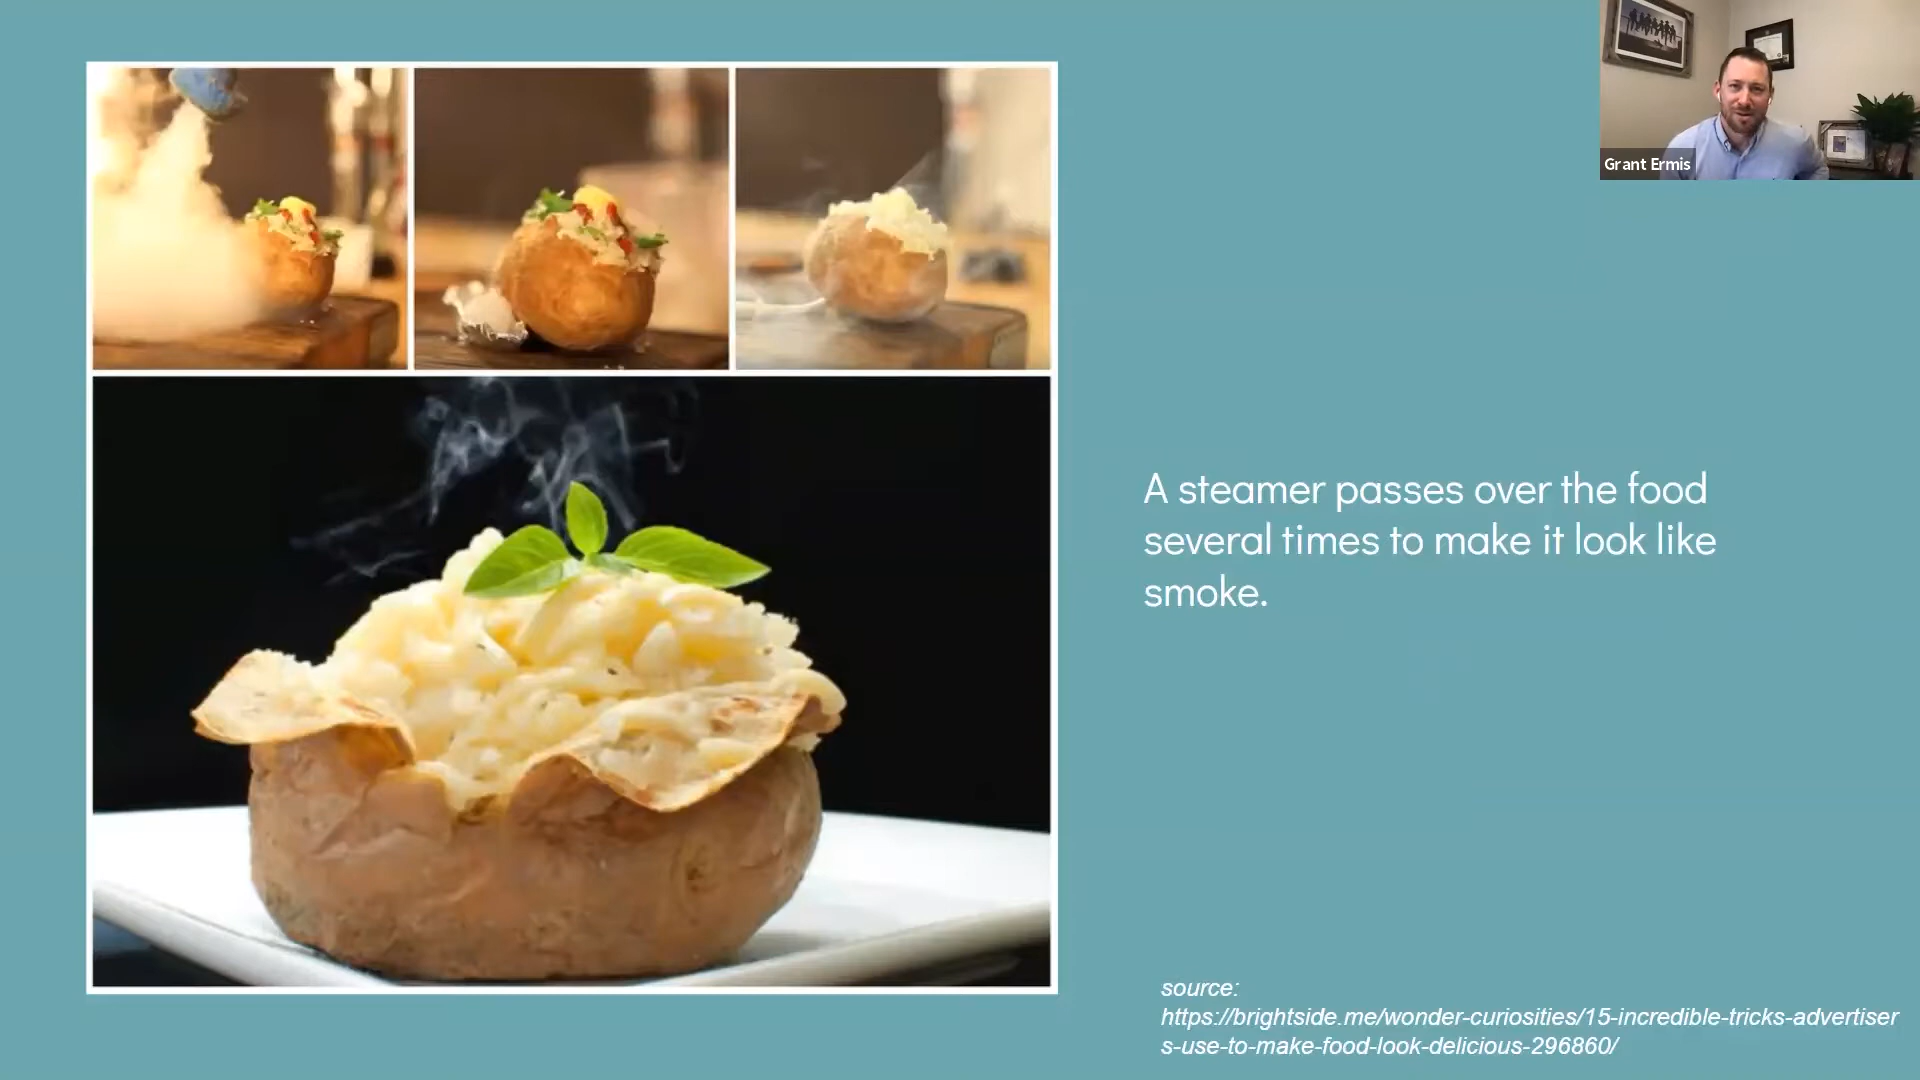 Grant Ermis
A steamer passes over the food
several times to make it look like
smoke.
source:
https://brightside.me/wonder-curiosities/15-incredible-tricks-advertiser
s-use-to-make-food-look-delicious-296860/